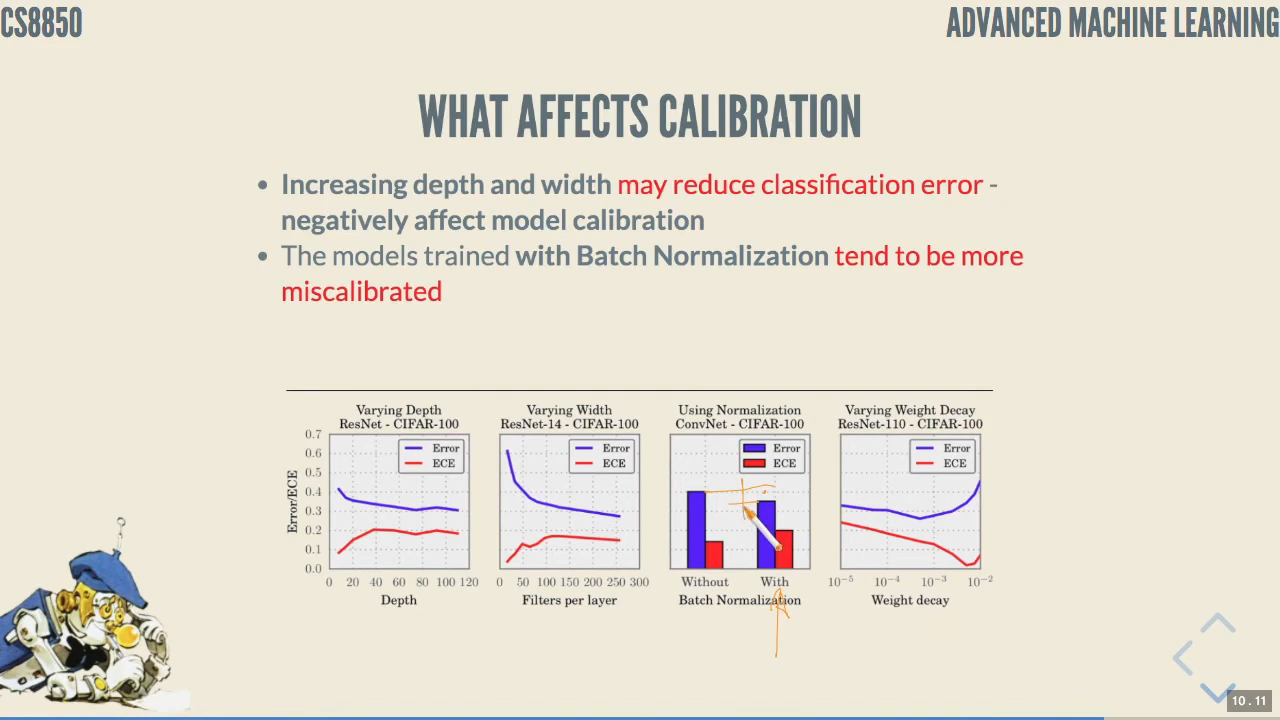 CS8850
ADVANCED MACHINE LEARNING
WHAT AFFECTS CALIBRATION
• Increasing depth and width may reduce classification error -
negatively affect model calibration
• The models trained with Batch Normalization tend to be more
miscalibrated
Varying Depth
ResNet - CIFAR-100
Error/ECE
0.7
0.6
0.5
0.4
0.3
0.2
0.1
0.0
Error
ECE
0 20 40 60 80 100 120
Depth
Varying Width
ResNet-14 - CIFAR-100
Error
ECE
0 50 100 150 200 250 300
Filters per layer
Using Normalization
ConvNet - CIFAR-100
Error
ECE
Without With
Batch Normalization
Varying Weight Decay
ResNet-110 - CIFAR-100
Error
ECE
10⁻⁵ 10⁻⁴ 10⁻³ 10⁻²
Weight decay
10 . 11